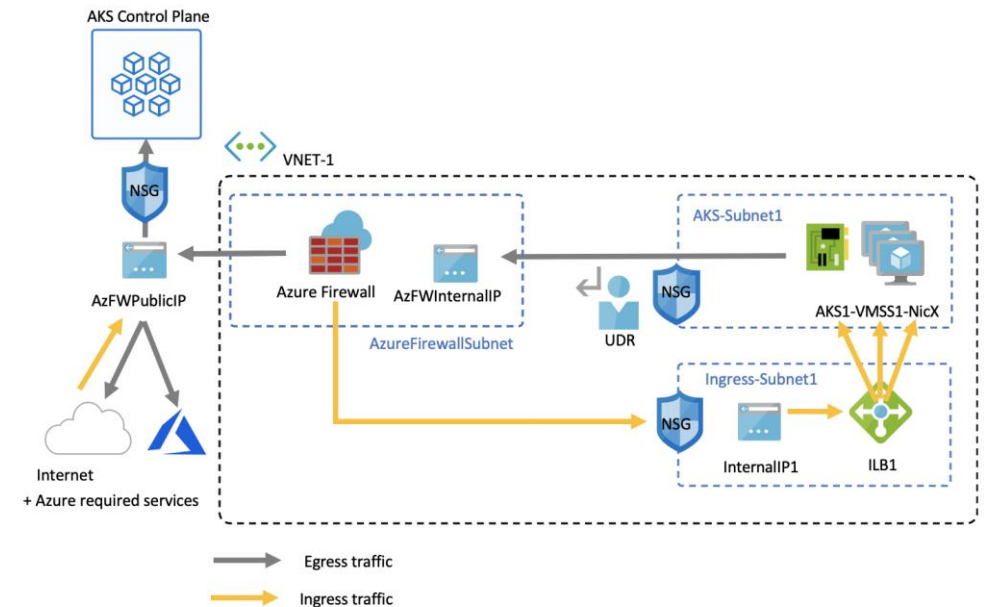 AKS Control Plane
NSG
VNET-1
AzFWPublicIP
Azure Firewall
AzFWInternalIP
AzureFirewallSubnet
UDR
AKS-Subnet1
NSG
AKS1-VMSS1-NicX
Ingress-Subnet1
NSG
InternalIP1
ILB1
Internet
+ Azure required services
Egress traffic
Ingress traffic